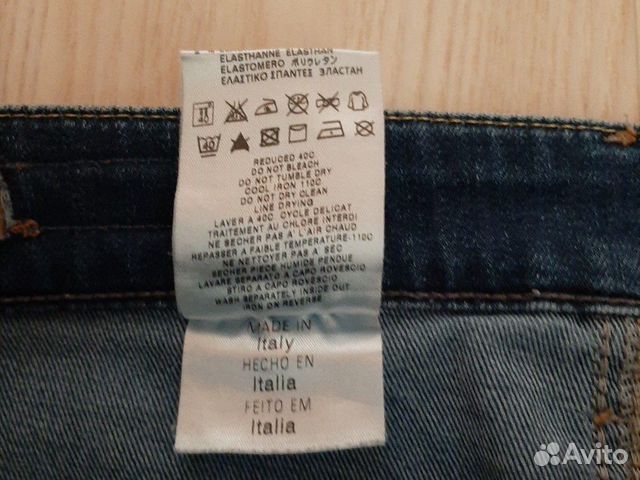 ELASTHANNE ELASTHAN
ELASTOMERO ポリウレタン
ΕΛΑΣΤΙΚΟ ΣΠΑΝΤΕΞ ЭЛАСТАН
40
REDUCED 40C
DO NOT BLEACH
DO NOT TUMBLE DRY
COOL IRON 110C
DO NOT DRY CLEAN
LINE DRYING
LAVER A 40C, CYCLE DELICAT
TRAITEMENT AU CHLORE INTERDI
NE SECHER PAS A L'AIR CHAUD
REPASSER A FAIBLE TEMPERATURE-110C
NE NETTOYER PAS A SEC
SECHER PIECE HUMIDE PENDUE
LAVARE SEPARATO A CAPO ROVESCIO
STIRO A CAPO ROVESCIO
WASH SEPARATELY INSIDE OUT
IRON ON REVERSE
MADE IN
Italy
HECHO EN
Italia
FEITO EM
Italia
Avito